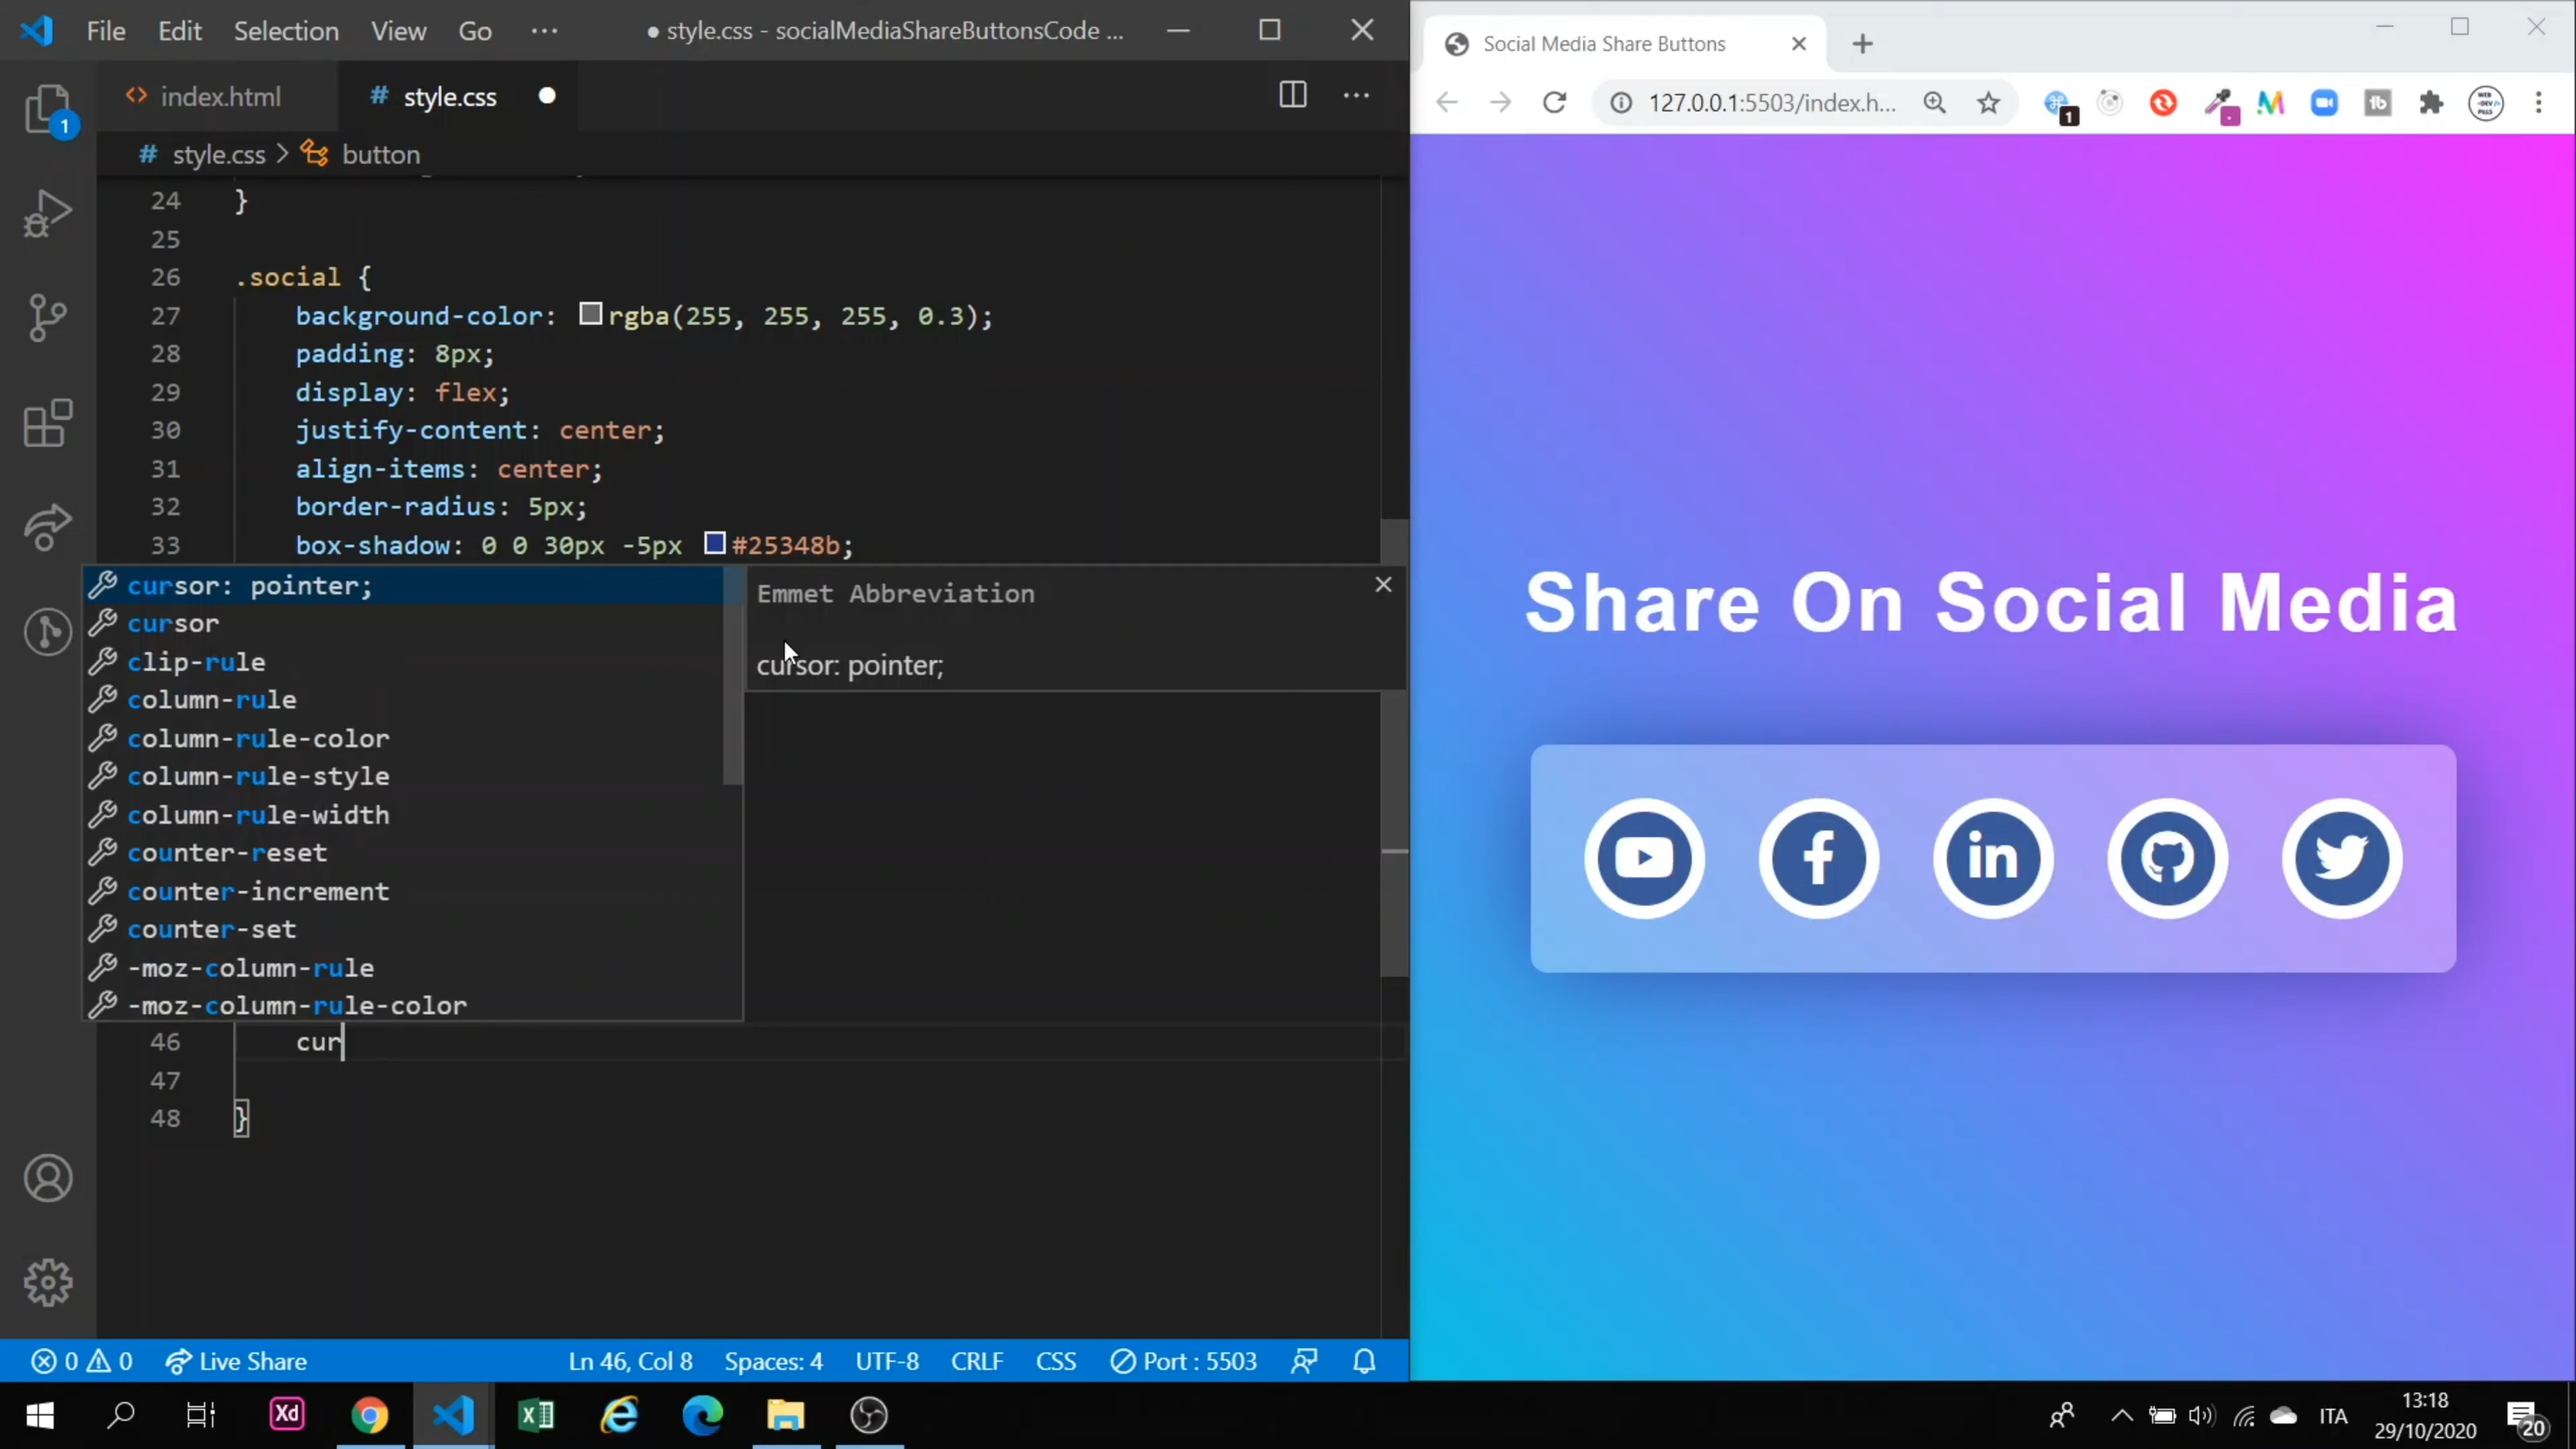 File Edit Selection View Go ··· ● style.css - socialMediaShareButtonsCode ...
index.html # style.css
1
# style.css > button
24 }
25
26 .social {
27 background-color: rgba(255, 255, 255, 0.3);
28 padding: 8px;
29 display: flex;
30 justify-content: center;
31 align-items: center;
32 border-radius: 5px;
33 box-shadow: 0 0 30px -5px #25348b;
cursor: pointer;
cursor
clip-rule
column-rule
column-rule-color
column-rule-style
column-rule-width
counter-reset
counter-increment
counter-set
-moz-column-rule
-moz-column-rule-color
Emmet Abbreviation
cursor: pointer;
46 cur
47
48 }
0 0 Live Share Ln 46, Col 8 Spaces: 4 UTF-8 CRLF CSS Port : 5503
Social Media Share Buttons
127.0.0.1:5503/index.h...
1
Share On Social Media
in
Xd
ITA
13:18
29/10/2020
20